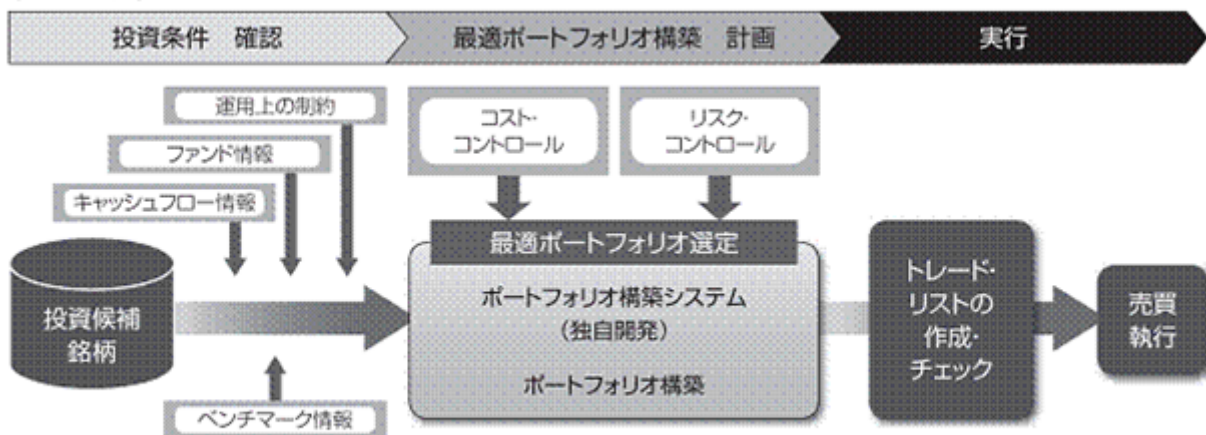 投資条件　確認
最適ポートフォリオ構築　計画
実行
運用上の制約
ファンド情報
キャッシュフロー情報
投資候補
銘柄
ベンチマーク情報
コスト・
コントロール
リスク・
コントロール
最適ポートフォリオ選定
ポートフォリオ構築システム
（独自開発）
ポートフォリオ構築
トレード・
リストの
作成・
チェック
売買
執行